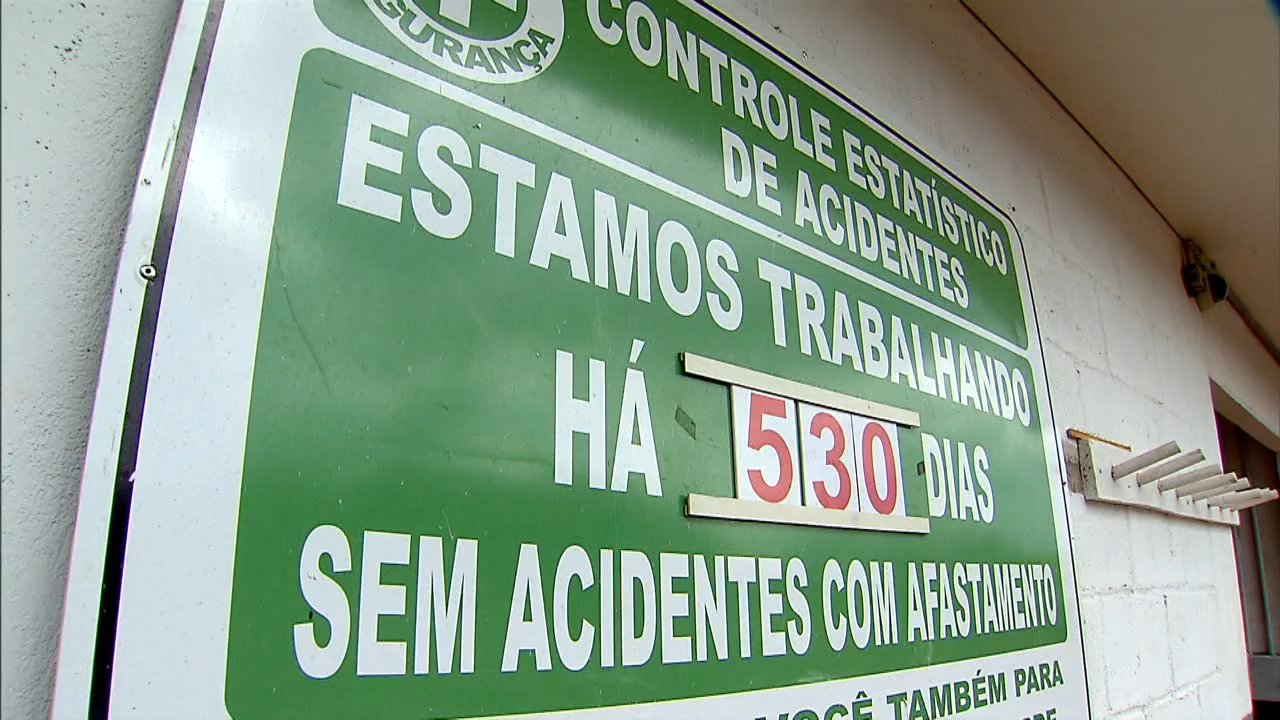 GURANÇA
CONTROLE ESTATÍSTICO
DE ACIDENTES
ESTAMOS TRABALHANDO
HÁ 530 DIAS
SEM ACIDENTES COM AFASTAMENTO
VOCÊ TAMBÉM PARA